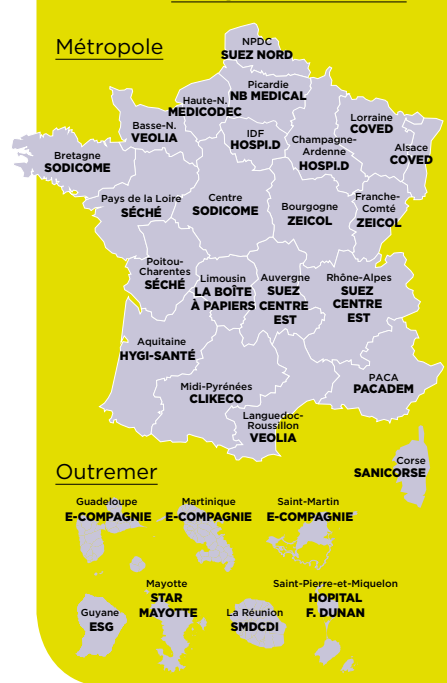 Métropole
NPDC
SUEZ NORD
Picardie
NB MEDICAL
Haute-N.
MEDICODEC
Basse-N.
VEOLIA
IDF
HOSPI.D
Champagne-
Ardenne
HOSPI.D
Lorraine
COVED
Alsace
COVED
Bretagne
SODICOME
Pays de la Loire
SÉCHÉ
Centre
SODICOME
Bourgogne
ZEICOL
Franche-
Comté
ZEICOL
Poitou-
Charentes
SÉCHÉ
Limousin
LA BOÎTE
À PAPIERS
Auvergne
SUEZ
CENTRE
EST
Rhône-Alpes
SUEZ
CENTRE
EST
Aquitaine
HYGI-SANTÉ
Midi-Pyrénées
CLIKECO
PACA
PACADEM
Languedoc-
Roussillon
VEOLIA
Corse
SANICORSE
Outremer
Guadeloupe
E-COMPAGNIE
Martinique
E-COMPAGNIE
Saint-Martin
E-COMPAGNIE
Guyane
ESG
Mayotte
STAR
MAYOTTE
La Réunion
SMDCDI
Saint-Pierre-et-Miquelon
HOPITAL
F. DUNAN